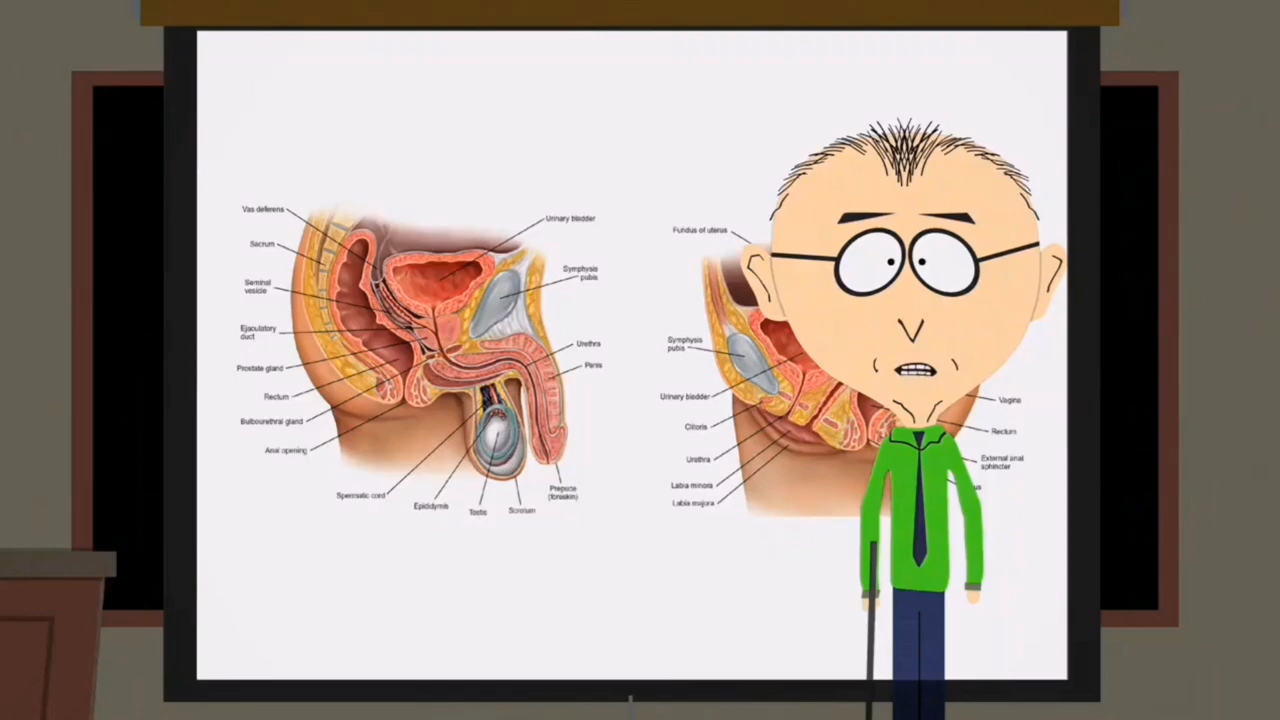 Vas deferens
Sacrum
Seminal
vesicle
Ejaculatory
duct
Prostate gland
Rectum
Bulbourethral gland
Anal opening
Spermatic cord
Epididymis
Testis
Scrotum
Prepuce
(foreskin)
Penis
Urethra
Symphysis
pubis
Urinary bladder
Fundus of uterus
Symphysis
pubis
Urinary bladder
Clitoris
Urethra
Labia minora
Labia majora
Vagina
Rectum
External anal
sphincter
us